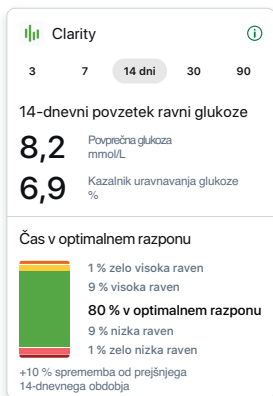 Clarity
3 7 14 dni 30 90
14-dnevni povzetek ravni glukoze
8,2 Povprečna glukoza
mmol/L
6,9 Kazalnik uravnavanja glukoze
%
Čas v optimalnem razponu
1 % zelo visoka raven
9 % visoka raven
80 % v optimalnem razponu
9 % nizka raven
1 % zelo nizka raven
+10 % sprememba od prejšnjega
14-dnevnega obdobja